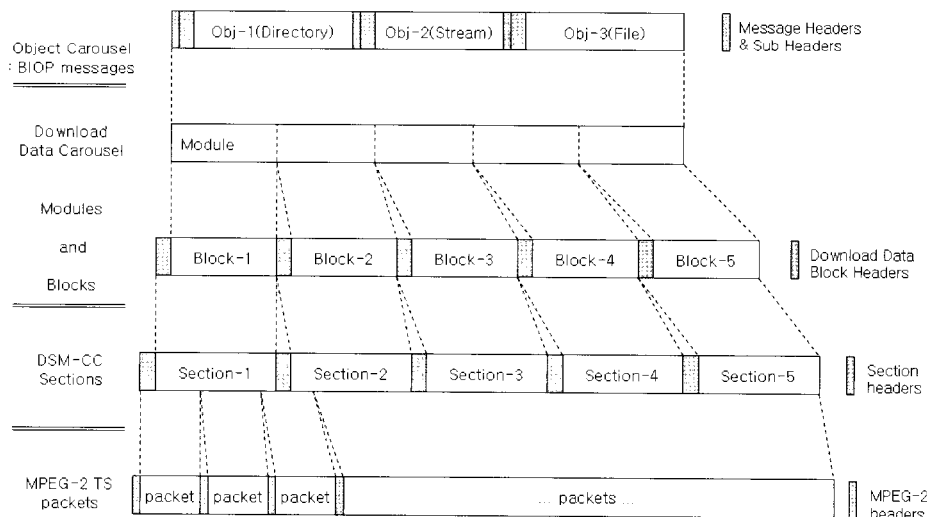 Object Carousel
: BIOP messages
Obj-1(Directory)
Obj-2(Stream)
Obj-3(File)
Message Headers
& Sub Headers
Download
Data Carousel
Module
Modules
and
Blocks
Block-1
Block-2
Block-3
Block-4
Block-5
Download Data
Block Headers
DSM-CC
Sections
Section-1
Section-2
Section-3
Section-4
Section-5
Section
headers
MPEG-2 TS
packets
packet
packet
packet
... packets ...
MPEG-2
headers